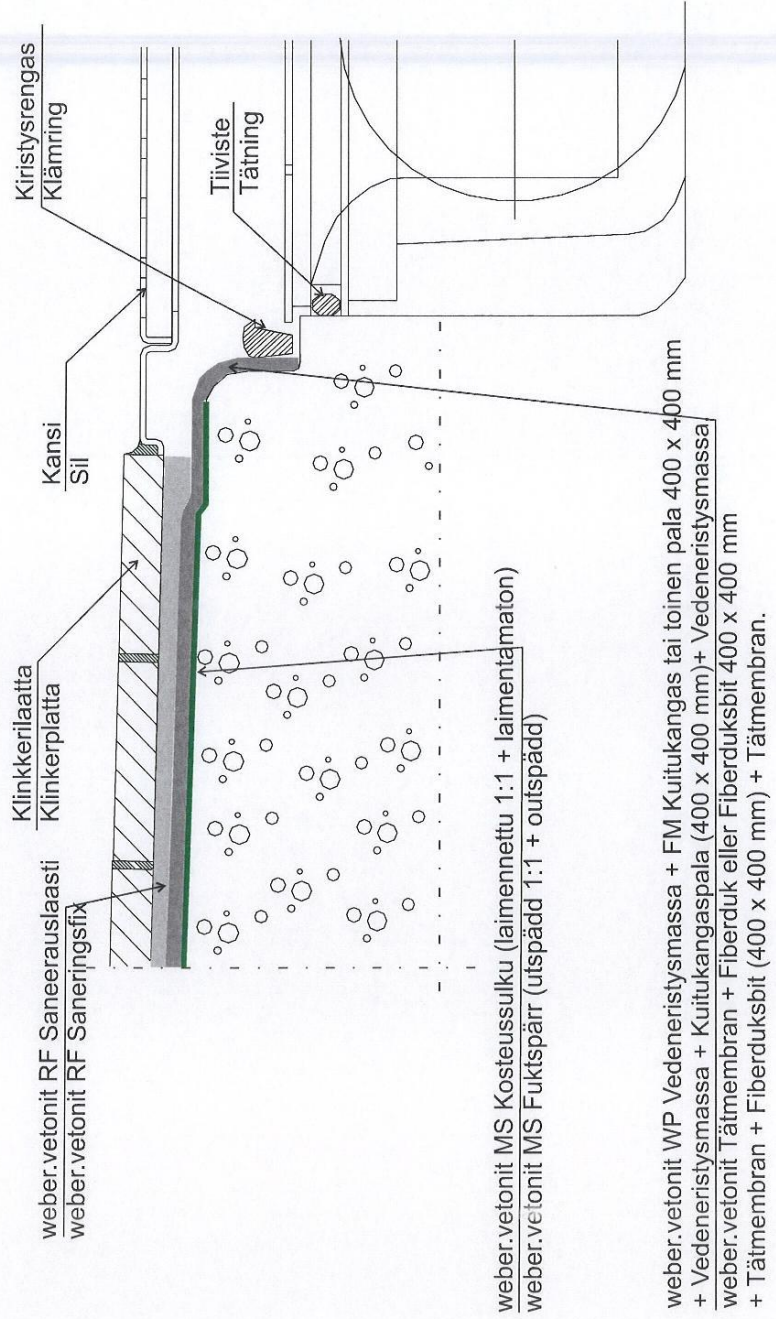 Kiristysrengas
Klämring
Tiiviste
Tätning
Kansi
Sil
Klinkkerilaatta
Klinkerplatta
weber.vetonit RF Saneerauslaasti
weber.vetonit RF Saneringsfix
weber.vetonit MS Kosteussulku (laimennettu 1:1 + laimentamaton)
weber.vetonit MS Fuktspärr (utspädd 1:1 + outspädd)
weber.vetonit WP Vedeneristysmassa + FM Kuitukangas tai toinen pala 400 x 400 mm
+ Vedeneristysmassa + Kuitukangaspala (400 x 400 mm)+ Vedeneristysmassa
weber.vetonit Tätmembran + Fiberduk eller Fiberduksbit 400 x 400 mm
+ Tätmembran + Fiberduksbit (400 x 400 mm) + Tätmembran.